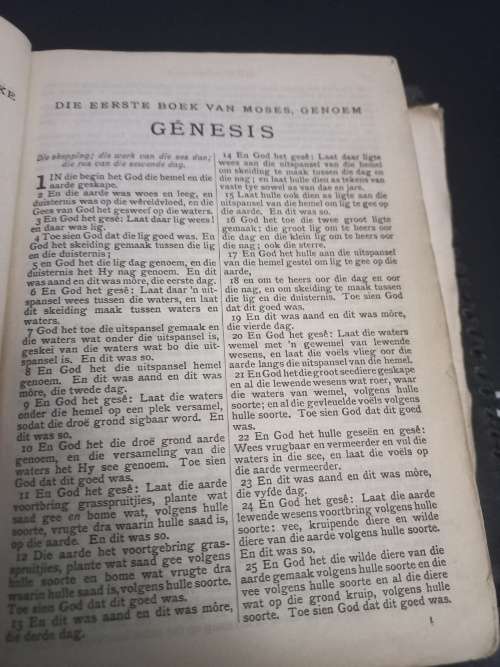 KE
DIE EERSTE BOEK VAN MOSES, GENOEM
GÉNESIS
Die skepping; die werk van die ses dae;
die rus van die sewende dag.
1 IN die begin het God die hemel en die
aarde geskape.
2 En die aarde was woes en leeg, en
duisternis was op die wêreldvloed, en die
Gees van God het gesweef op die waters.
3 En God het gesê: Laat daar lig wees!
en daar was lig.
4 Toe sien God dat die lig goed was. En
God het skeiding gemaak tussen die lig
en die duisternis;
5 en God het die lig dag genoem, en die
duisternis het Hy nag genoem. En dit
was aand en dit was môre, die eerste dag.
6 En God het gesê: Laat daar 'n uit-
spansel wees tussen die waters, en laat
dit skeiding maak tussen waters en
waters.
7 God het toe die uitspansel gemaak en
die waters wat onder die uitspansel is,
geskei van die waters wat bo die uit-
spansel is. En dit was so.
8 En God het die uitspansel hemel
genoem. En dit was aand en dit was
môre, die twede dag.
9 En God het gesê: Laat die waters
onder die hemel op een plek versamel,
sodat die droë grond sigbaar word. En
dit was so.
10 En God het die droë grond aarde
genoem, en die versameling van die
waters het Hy see genoem. Toe sien
God dat dit goed was.
11 En God het gesê: Laat die aarde
voortbring grasspruitjies, plante wat
saad gee en bome wat, volgens hulle
soorte, vrugte dra waarin hulle saad is,
op die aarde. En dit was so.
12 Die aarde het voortgebring gras-
spruitjies, plante wat saad gee volgens
hulle soorte en bome wat vrugte dra
waarin hulle saad is, volgens hulle soorte.
Toe sien God dat dit goed was.
13 En dit was aand en dit was môre,
die derde dag.
14 En God het gesê: Laat daar ligte
wees aan die uitspansel van die hemel
om skeiding te maak tussen die dag en
die nag; en laat hulle dien as tekens van
vaste tye sowel as van dae en jare.
15 Laat hulle ook dien as ligte aan die
uitspansel van die hemel om lig te gee op
die aarde. En dit was so.
16 God het toe die twee groot ligte
gemaak: die groot lig om te heers oor
die dag en die klein lig om te heers oor
die nag; ook die sterre.
17 En God het hulle aan die uitspansel
van die hemel gestel om lig te gee op die
aarde,
18 en om te heers oor die dag en oor
die nag, en om skeiding te maak tussen
die lig en die duisternis. Toe sien God
dat dit goed was.
19 En dit was aand en dit was môre,
die vierde dag.
20 En God het gesê: Laat die waters
wemel met 'n gewemel van lewende
wesens, en laat die voëls vlieg oor die
aarde langs die uitspansel van die hemel.
21 En God het die groot seediere geskape
en al die lewende wesens wat roer, waar
die waters van wemel, volgens hulle
soorte; en al die gevleuelde voëls volgens
hulle soorte. Toe sien God dat dit goed
was.
22 En God het hulle geseën en gesê:
Wees vrugbaar en vermeerder en vul die
waters in die see, en laat die voëls op
die aarde vermeerder.
23 En dit was aand en dit was môre,
die vyfde dag.
24 En God het gesê: Laat die aarde
lewende wesens voortbring volgens hulle
soorte: vee, kruipende diere en wilde
diere van die aarde volgens hulle soorte.
En dit was so.
25 En God het die wilde diere van die
aarde gemaak volgens hulle soorte en die
vee volgens hulle soorte en al die diere
wat op die grond kruip, volgens hulle
soorte. Toe sien God dat dit goed was.
1